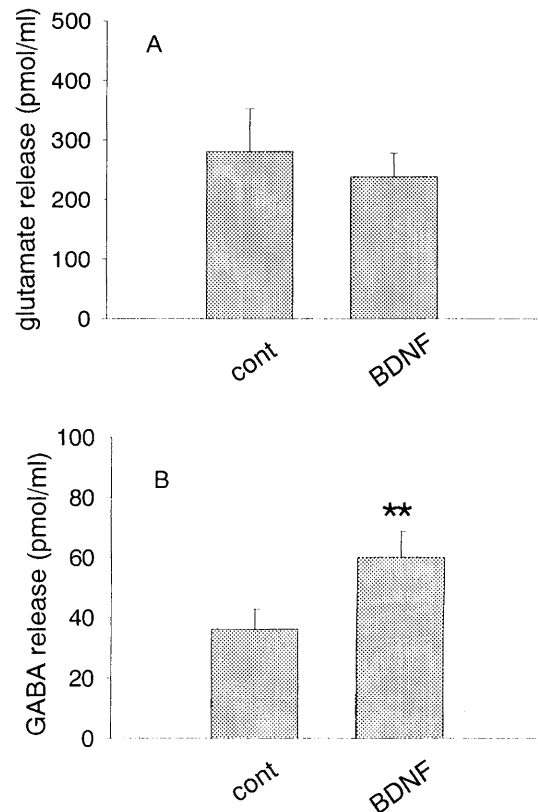 A
glutamate release (pmol/ml)
500
400
300
200
100
0
cont
BDNF
B
GABA release (pmol/ml)
100
80
60
40
20
0
**
cont
BDNF